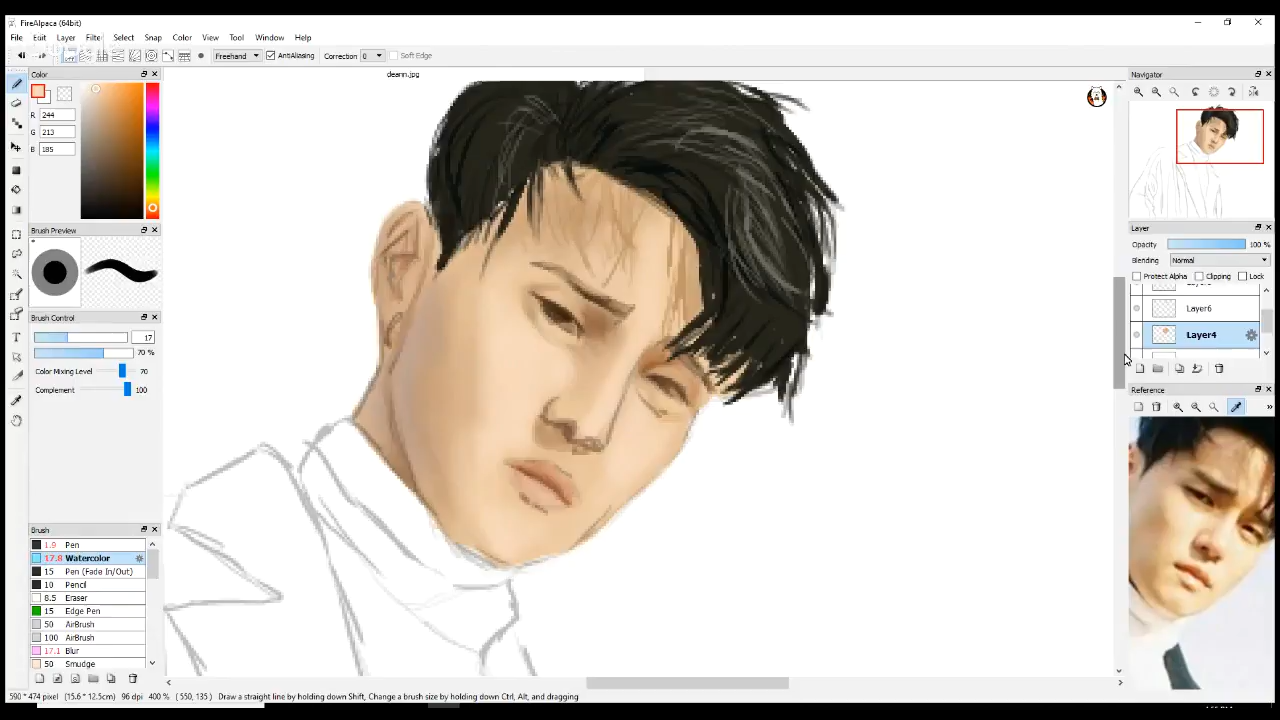 FireAlpaca (64bit)
File Edit Layer Filter Select Snap Color View Tool Window Help
Freehand AntiAliasing Correction 0 Soft Edge
Color
deann.jpg
Navigator
R 244
G 213
B 185
Brush Preview
Layer
Opacity 100 %
Blending Normal
Protect Alpha Clipping Lock
Layer6
Layer4
Brush Control
17
70 %
Color Mixing Level 70
Complement 100
Reference
Brush
1.9 Pen
17.8 Watercolor
15 Pen (Fade In/Out)
10 Pencil
8.5 Eraser
15 Edge Pen
50 AirBrush
100 AirBrush
17.1 Blur
50 Smudge
590 * 474 pixel (15.6 * 12.5cm) 96 dpi 400 % ( 550, 135 ) Draw a straight line by holding down Shift, Change a brush size by holding down Ctrl, Alt, and dragging